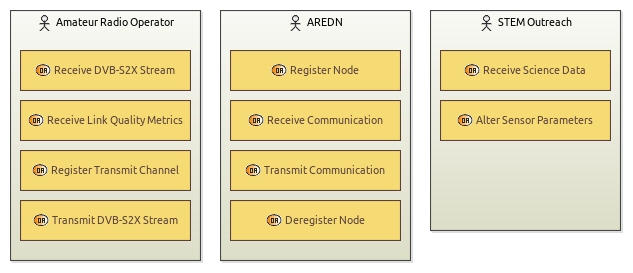 Amateur Radio Operator
Receive DVB-S2X Stream
Receive Link Quality Metrics
Register Transmit Channel
Transmit DVB-S2X Stream
AREDN
Register Node
Receive Communication
Transmit Communication
Deregister Node
STEM Outreach
Receive Science Data
Alter Sensor Parameters